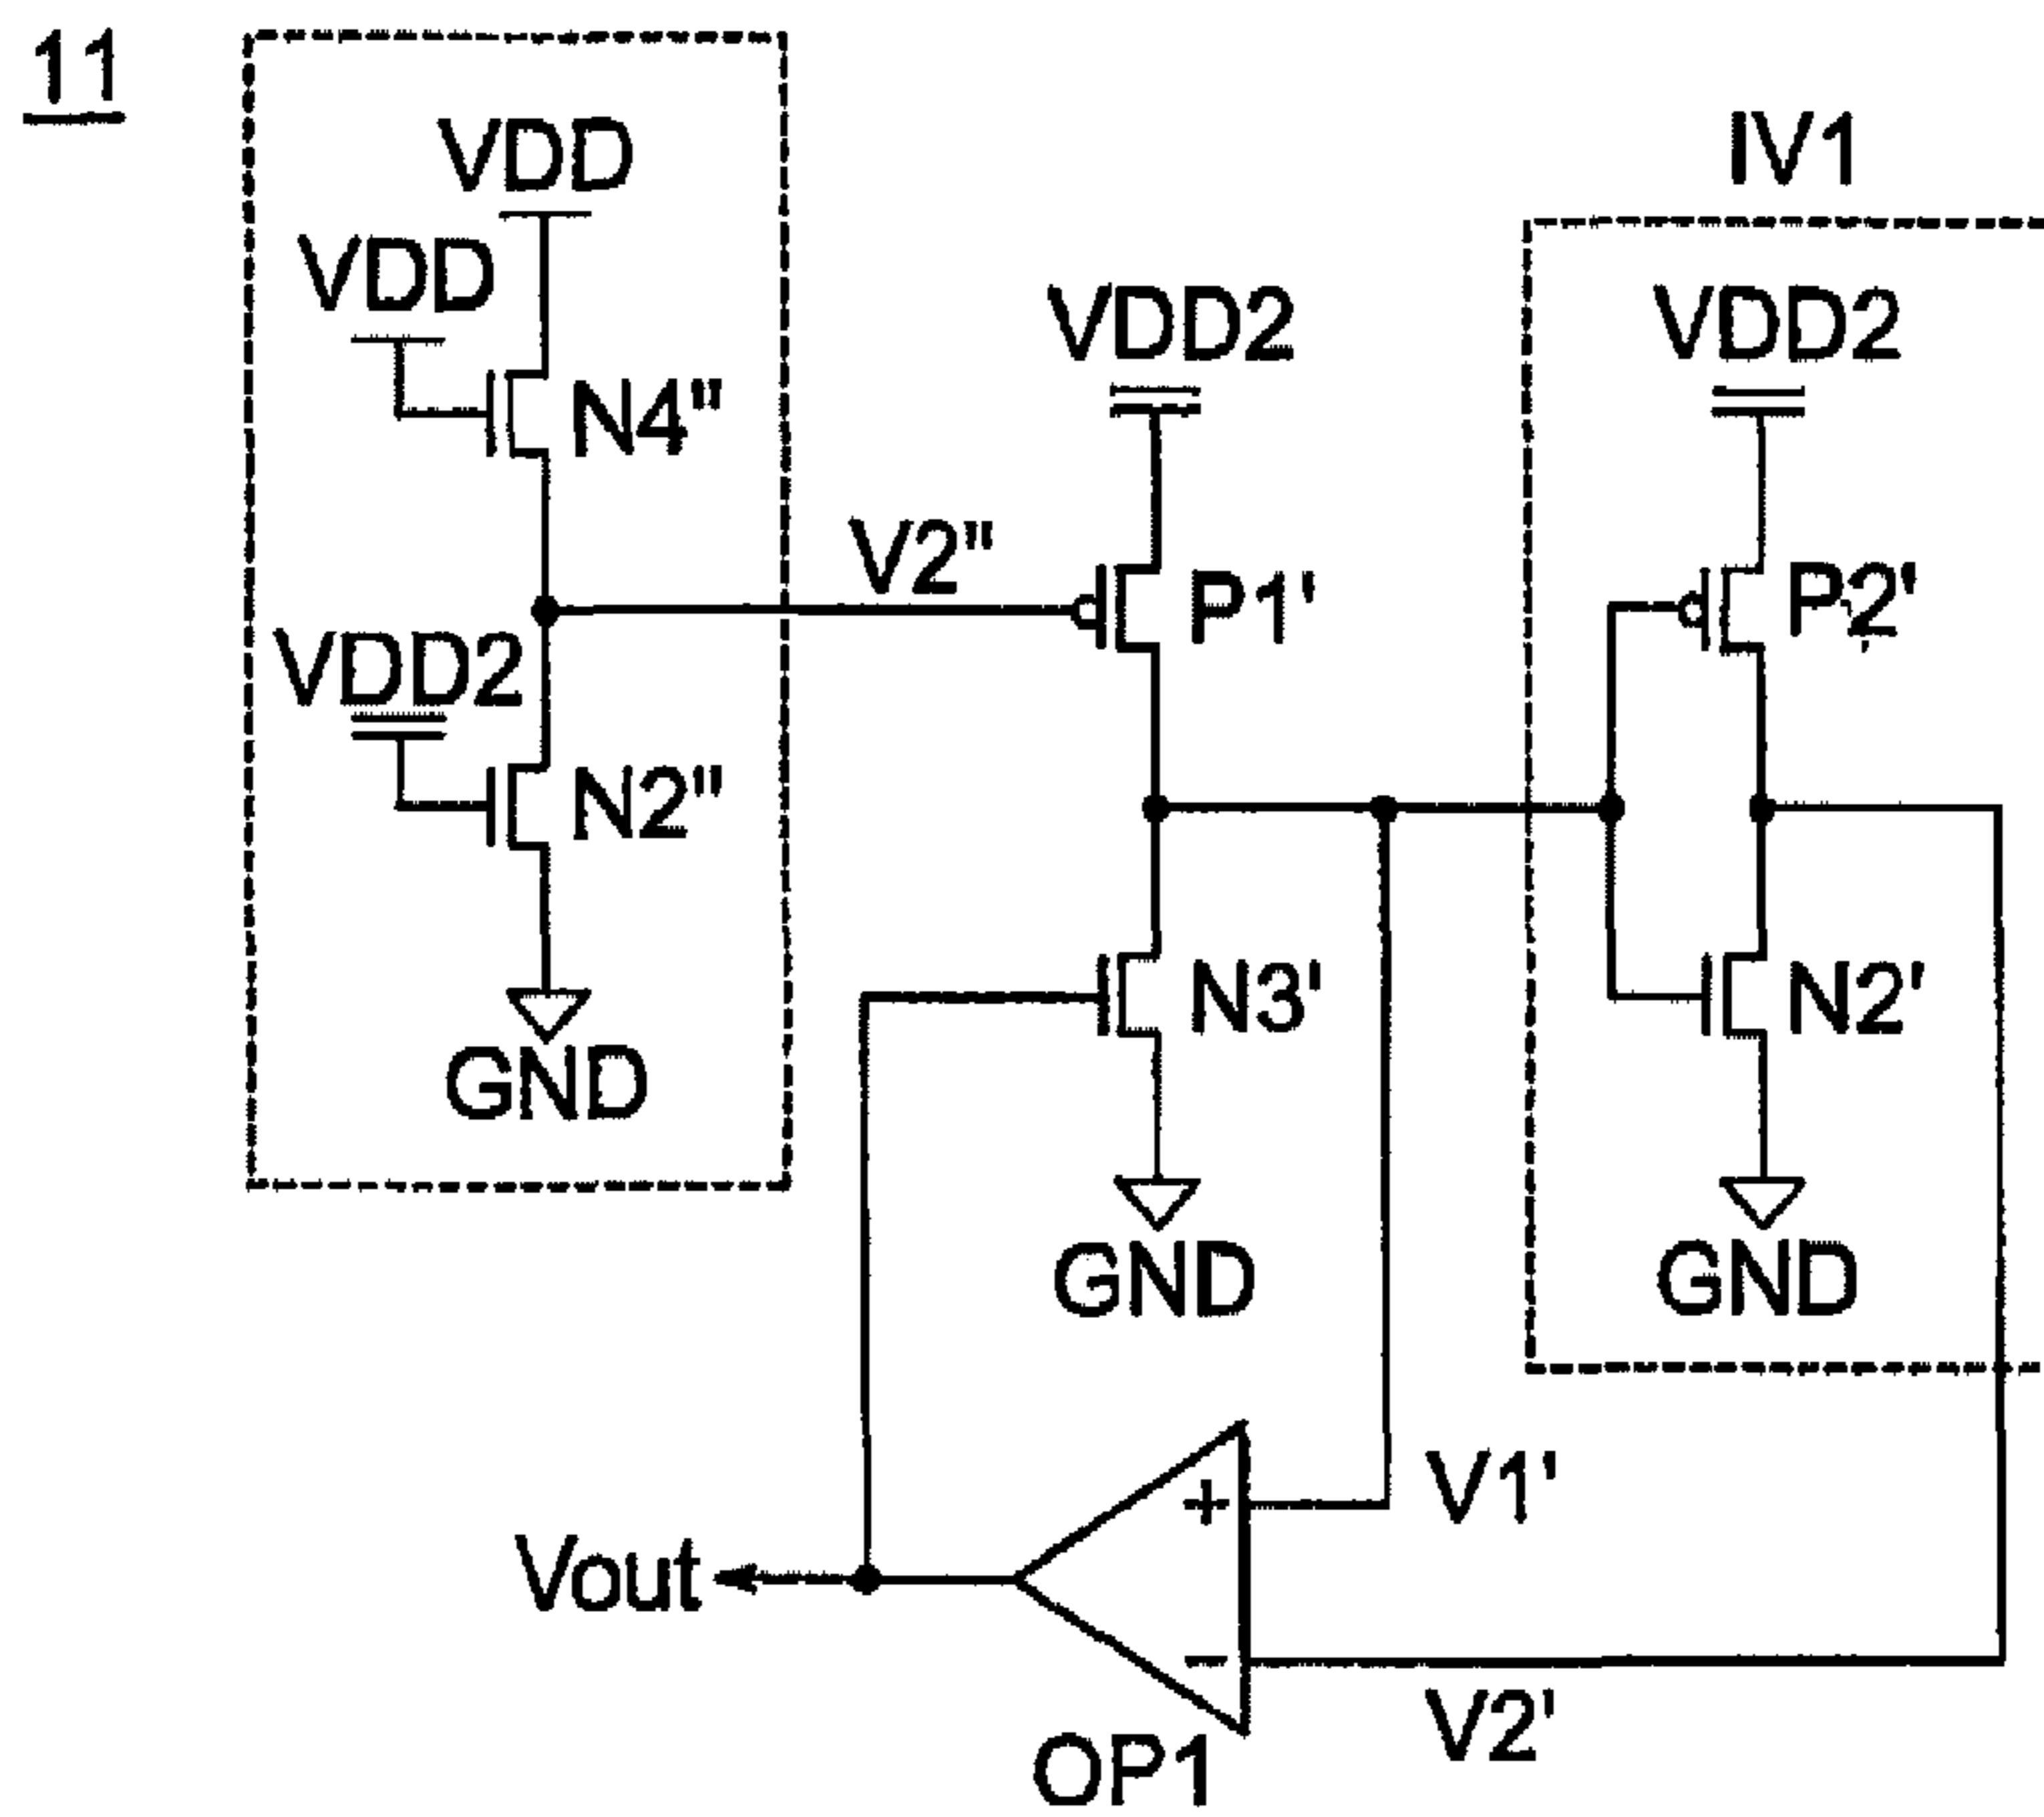 11
VDD
VDD
N4"
V2"
VDD2
N2"
GND
VDD2
P1'
N3'
GND
IV1
VDD2
P2'
N2'
GND
V1'
+
Vout
−
V2'
OP1